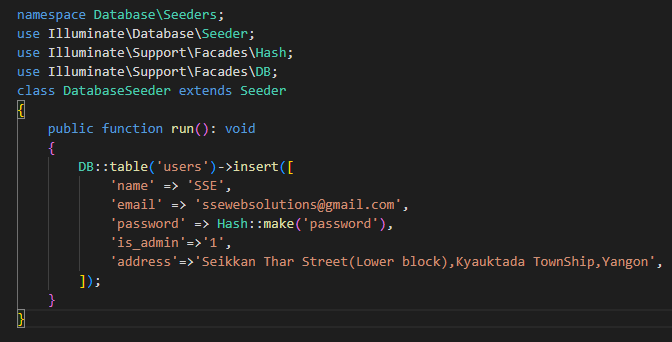 namespace Database\Seeders;
use Illuminate\Database\Seeder;
use Illuminate\Support\Facades\Hash;
use Illuminate\Support\Facades\DB;
class DatabaseSeeder extends Seeder
{
    public function run(): void
    {
        DB::table('users')->insert([
            'name' => 'SSE',
            'email' => 'ssewebsolutions@gmail.com',
            'password' => Hash::make('password'),
            'is_admin'=>'1',
            'address'=>'Seikkan Thar Street(Lower block),Kyauktada TownShip,Yangon',
        ]);
    }
}